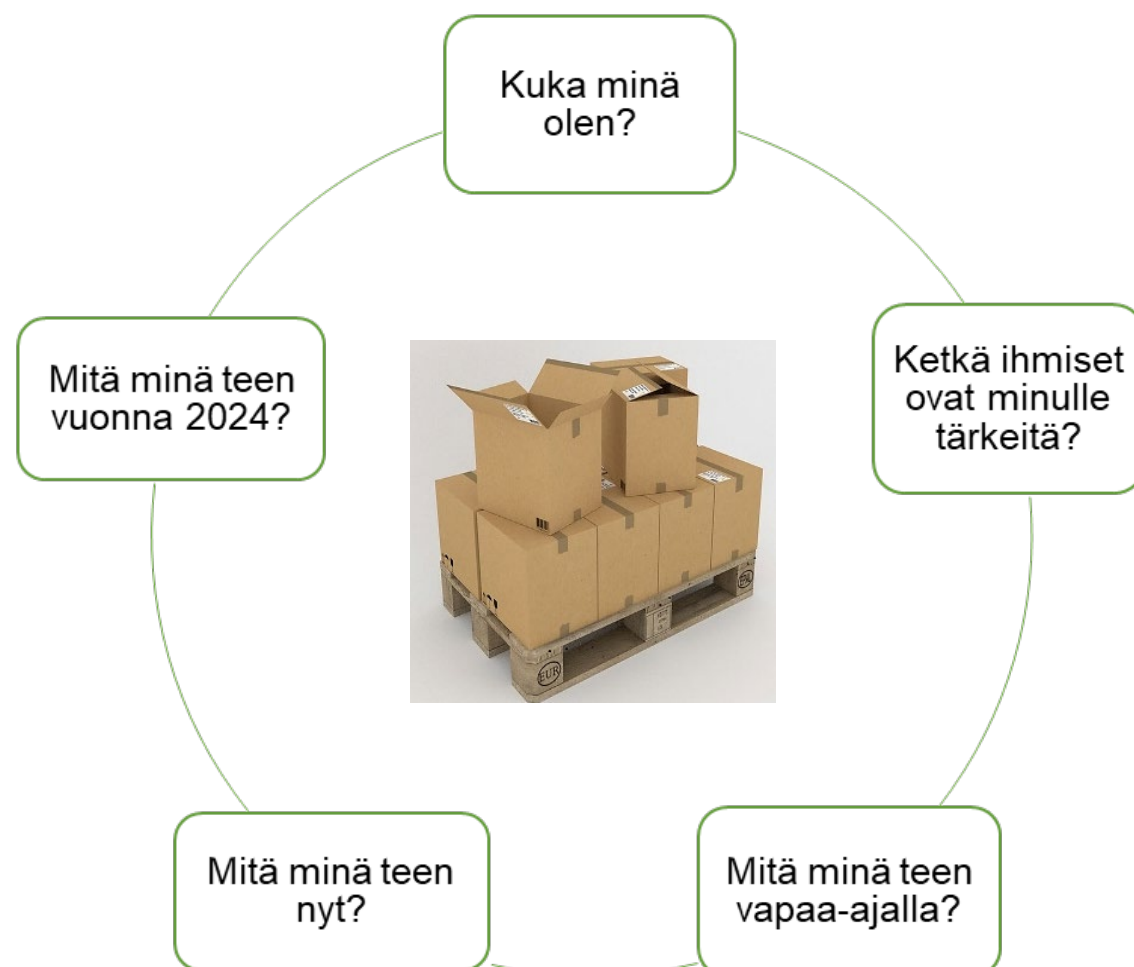 Kuka minä
olen?
Ketkä ihmiset
ovat minulle
tärkeitä?
Mitä minä teen
vapaa-ajalla?
Mitä minä teen
nyt?
Mitä minä teen
vuonna 2024?
EUR